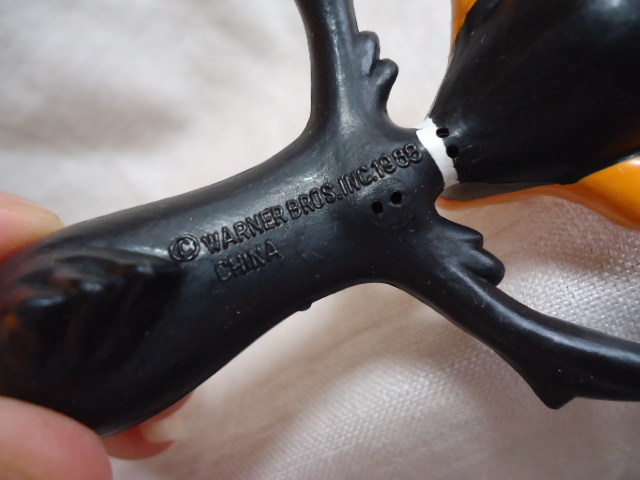 © WARNER BROS. INC. 1988
CHINA